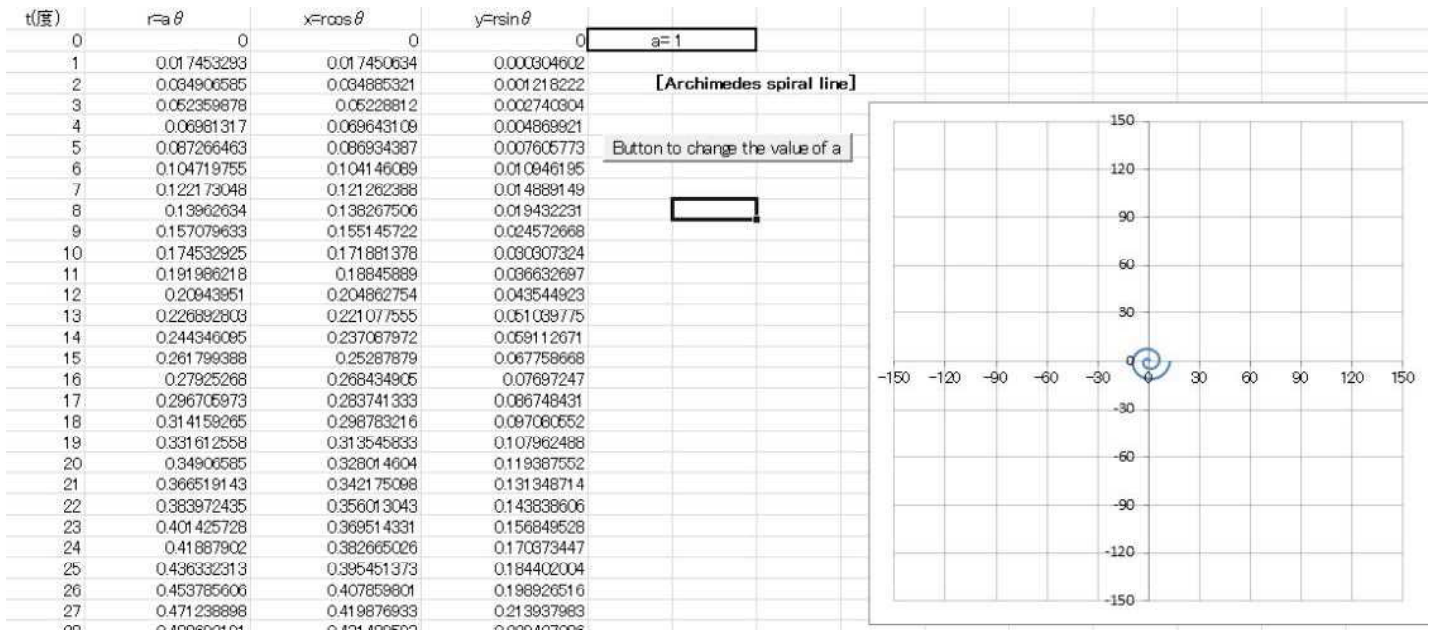 t(度) r=aθ x=rcosθ y=rsinθ
0 0 0 0 a= 1
1 0.017453293 0.017450634 0.000304602
2 0.034906585 0.034885321 0.001218222 [Archimedes spiral line]
3 0.052359878 0.05228812 0.002740304
4 0.06981317 0.069643109 0.004869921
5 0.087266463 0.086934387 0.007605773 Button to change the value of a
6 0.104719755 0.104146089 0.010946195
7 0.122173048 0.121262388 0.014889149
8 0.13962634 0.138267506 0.019432231
9 0.157079633 0.155145722 0.024572668
10 0.174532925 0.171881378 0.030307324
11 0.191986218 0.18845889 0.036632697
12 0.20943951 0.204862754 0.043544923
13 0.226892803 0.221077555 0.051039775
14 0.244346095 0.237087972 0.059112671
15 0.261799388 0.25287879 0.067758668
16 0.27925268 0.268434905 0.07697247
17 0.296705973 0.283741333 0.086748431
18 0.314159265 0.298783216 0.097080552
19 0.331612558 0.313545833 0.107962488
20 0.34906585 0.328014604 0.119387552
21 0.366519143 0.342175098 0.131348714
22 0.383972435 0.356013043 0.143838606
23 0.401425728 0.369514331 0.156849528
24 0.41887902 0.382665026 0.170373447
25 0.436332313 0.395451373 0.184402004
26 0.453785606 0.407859801 0.198926516
27 0.471238898 0.419876933 0.213937983
150
120
90
60
30
0
-150 -120 -90 -60 -30 0 30 60 90 120 150
-30
-60
-90
-120
-150